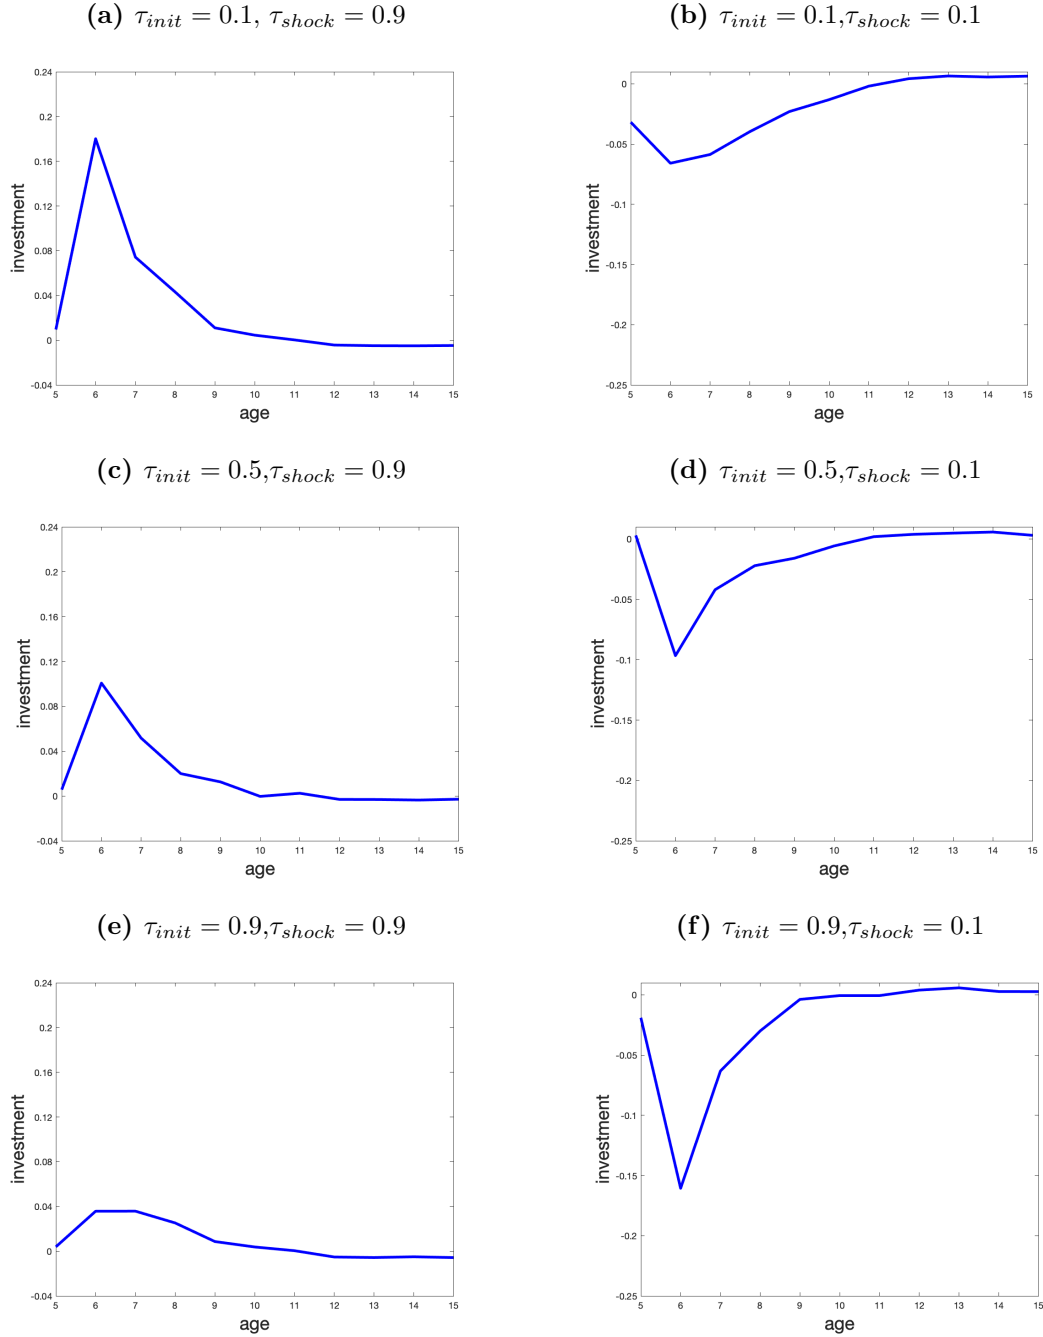 (a) τinit = 0.1, τshock = 0.9
(b) τinit = 0.1,τshock = 0.1
0.24
0.2
0.16
0.12
0.08
0.04
0
-0.04
investment
5 6 7 8 9 10 11 12 13 14 15
age
0
-0.05
-0.1
-0.15
-0.2
-0.25
investment
5 6 7 8 9 10 11 12 13 14 15
age
(c) τinit = 0.5,τshock = 0.9
(d) τinit = 0.5,τshock = 0.1
0.24
0.2
0.16
0.12
0.08
0.04
0
-0.04
investment
5 6 7 8 9 10 11 12 13 14 15
age
0
-0.05
-0.1
-0.15
-0.2
-0.25
investment
5 6 7 8 9 10 11 12 13 14 15
age
(e) τinit = 0.9,τshock = 0.9
(f) τinit = 0.9,τshock = 0.1
0.24
0.2
0.16
0.12
0.08
0.04
0
-0.04
investment
5 6 7 8 9 10 11 12 13 14 15
age
0
-0.05
-0.1
-0.15
-0.2
-0.25
investment
5 6 7 8 9 10 11 12 13 14 15
age